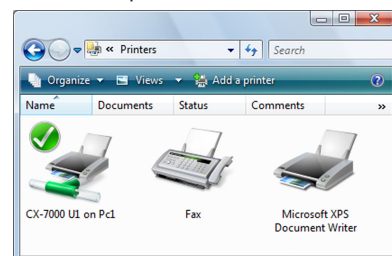 « Printers
Search
Organize Views Add a printer
Name Documents Status Comments »
CX-7000 U1 on Pc1
Fax
Microsoft XPS
Document Writer